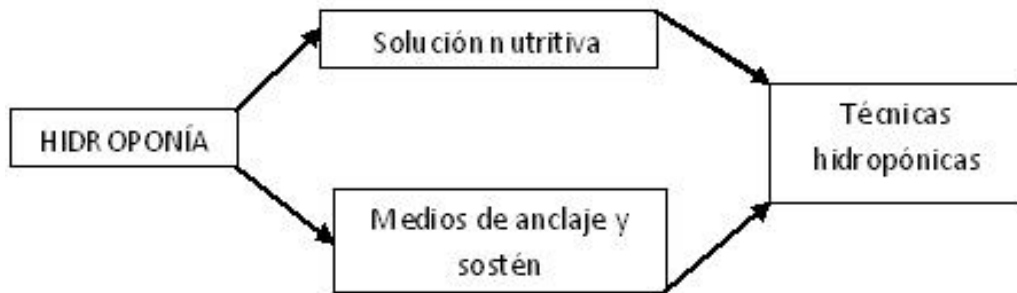 Solución nutritiva
HIDROPONÍA
Técnicas
hidropónicas
Medios de anclaje y
sostén